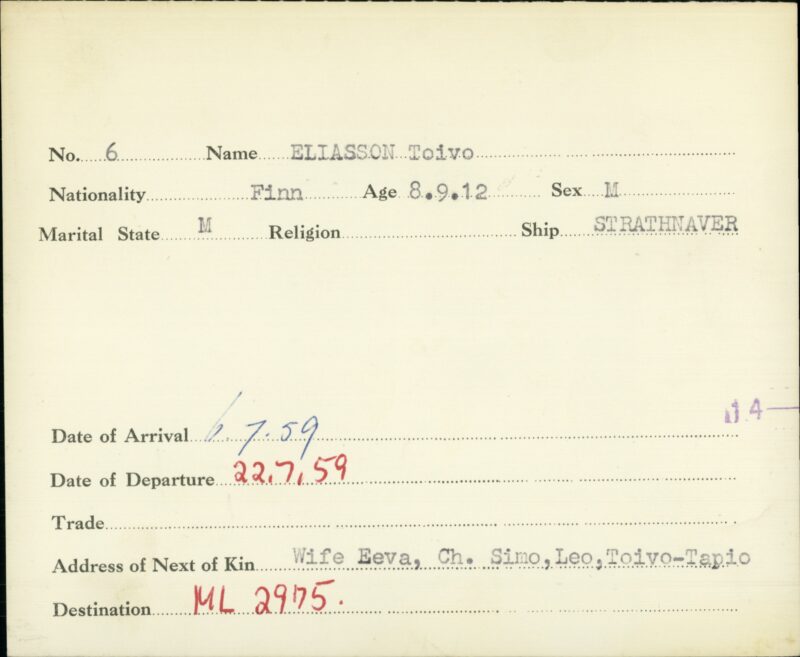 No. 6 Name ELIASSON Toivo
Nationality Finn Age 8.9.12 Sex M
Marital State M Religion Ship STRATHNAVER
14
Date of Arrival 6.7.59
Date of Departure 22.7.59
Trade
Address of Next of Kin Wife Eeva, Ch. Simo,Leo,Toivo-Tapio
Destination ML 2975.